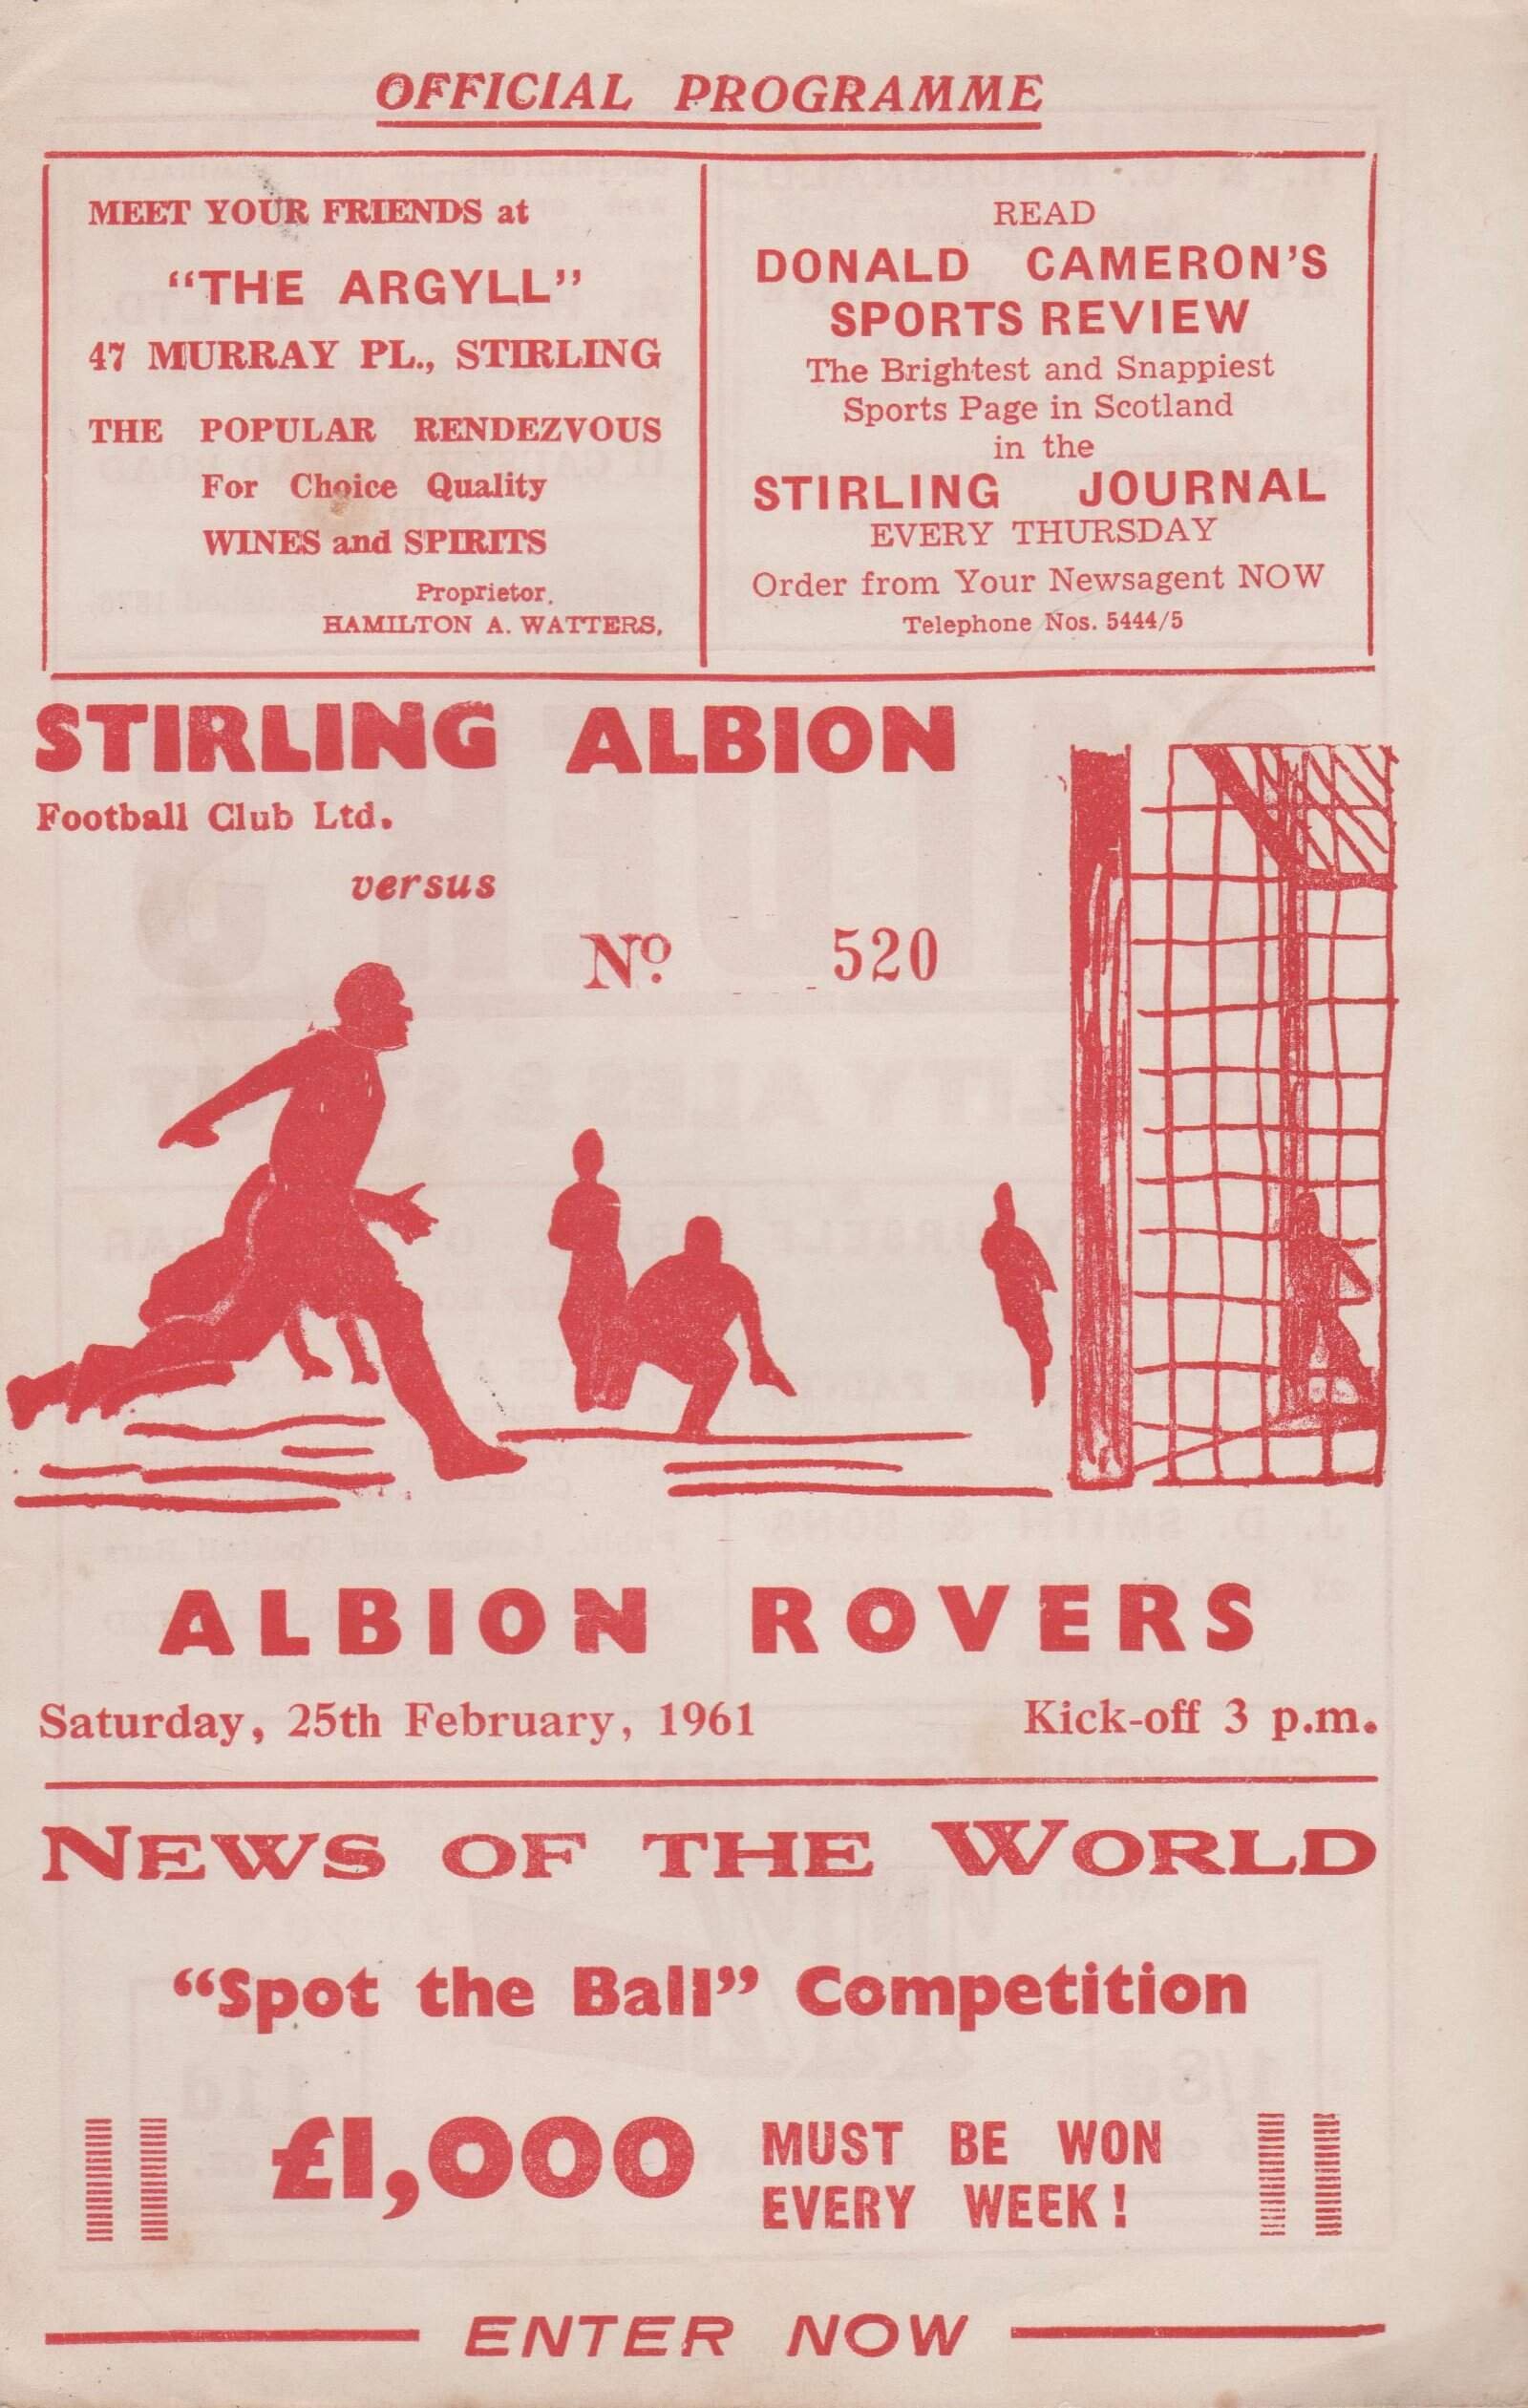 OFFICIAL PROGRAMME
MEET YOUR FRIENDS at
"THE ARGYLL"
47 MURRAY PL., STIRLING
THE POPULAR RENDEZVOUS
For Choice Quality
WINES and SPIRITS
Proprietor.
HAMILTON A. WATTERS,
READ
DONALD CAMERON'S
SPORTS REVIEW
The Brightest and Snappiest
Sports Page in Scotland
in the
STIRLING JOURNAL
EVERY THURSDAY
Order from Your Newsagent NOW
Telephone Nos. 5444/5
STIRLING ALBION
Football Club Ltd.
versus
No. 520
ALBION ROVERS
Saturday, 25th February, 1961 Kick-off 3 p.m.
NEWS OF THE WORLD
"Spot the Ball" Competition
£1,000 MUST BE WON
EVERY WEEK!
ENTER NOW